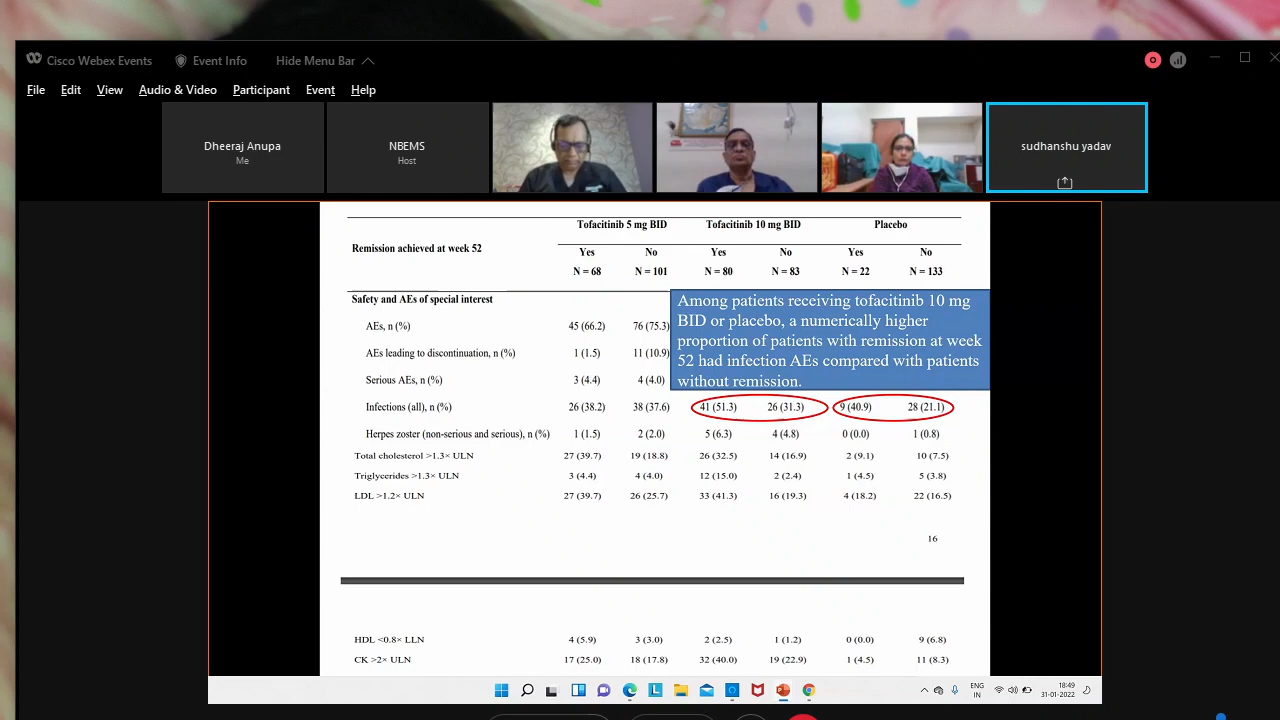 Cisco Webex Events Event Info Hide Menu Bar
File Edit View Audio & Video Participant Event Help
Dheeraj Anupa
Me
NBEMS
Host
sudhanshu yadav
Tofacitinib 5 mg BID Tofacitinib 10 mg BID Placebo
Remission achieved at week 52
Yes No Yes No Yes No
N = 68 N = 101 N = 80 N = 83 N = 22 N = 133
Safety and AEs of special interest
AEs, n (%) 45 (66.2) 76 (75.3)
AEs leading to discontinuation, n (%) 1 (1.5) 11 (10.9)
Serious AEs, n (%) 3 (4.4) 4 (4.0)
Among patients receiving tofacitinib 10 mg
BID or placebo, a numerically higher
proportion of patients with remission at week
52 had infection AEs compared with patients
without remission.
Infections (all), n (%) 26 (38.2) 38 (37.6) 41 (51.3) 26 (31.3) 9 (40.9) 28 (21.1)
Herpes zoster (non-serious and serious), n (%) 1 (1.5) 2 (2.0) 5 (6.3) 4 (4.8) 0 (0.0) 1 (0.8)
Total cholesterol >1.3× ULN 27 (39.7) 19 (18.8) 26 (32.5) 14 (16.9) 2 (9.1) 10 (7.5)
Triglycerides >1.3× ULN 3 (4.4) 4 (4.0) 12 (15.0) 2 (2.4) 1 (4.5) 5 (3.8)
LDL >1.2× ULN 27 (39.7) 26 (25.7) 33 (41.3) 16 (19.3) 4 (18.2) 22 (16.5)
16
HDL <0.8× LLN 4 (5.9) 3 (3.0) 2 (2.5) 1 (1.2) 0 (0.0) 9 (6.8)
CK >2× ULN 17 (25.0) 18 (17.8) 32 (40.0) 19 (22.9) 1 (4.5) 11 (8.3)
ENG
IN
18:49
31-01-2022